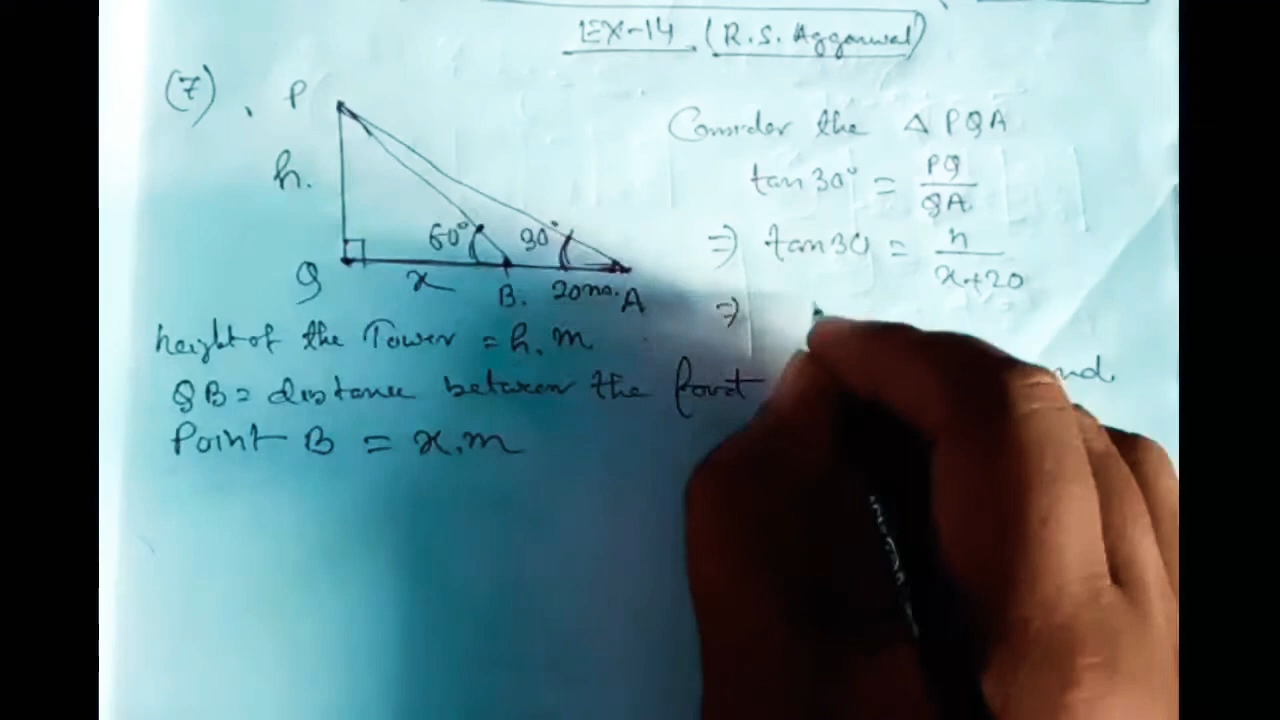 EX-14 (R.S. Aggarwal)
(7).
P
h.
60° 30°
Q x B. 20m. A
height of the Tower = h.m
QB = distance between the foot
Point B = x.m
Consider the △ PQA
tan 30° = PQ / QA
⇒ tan 30 = h / x+20
⇒